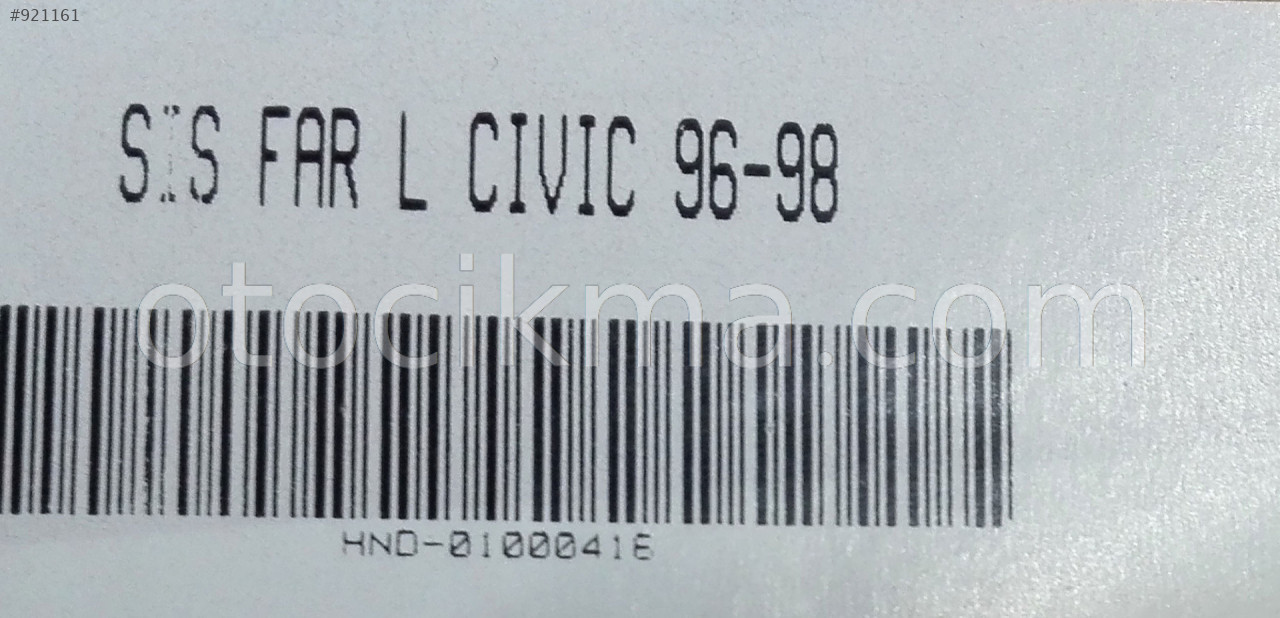 #921161
SİS FAR L CIVIC 96-98
otocikma.com
HND-01000416